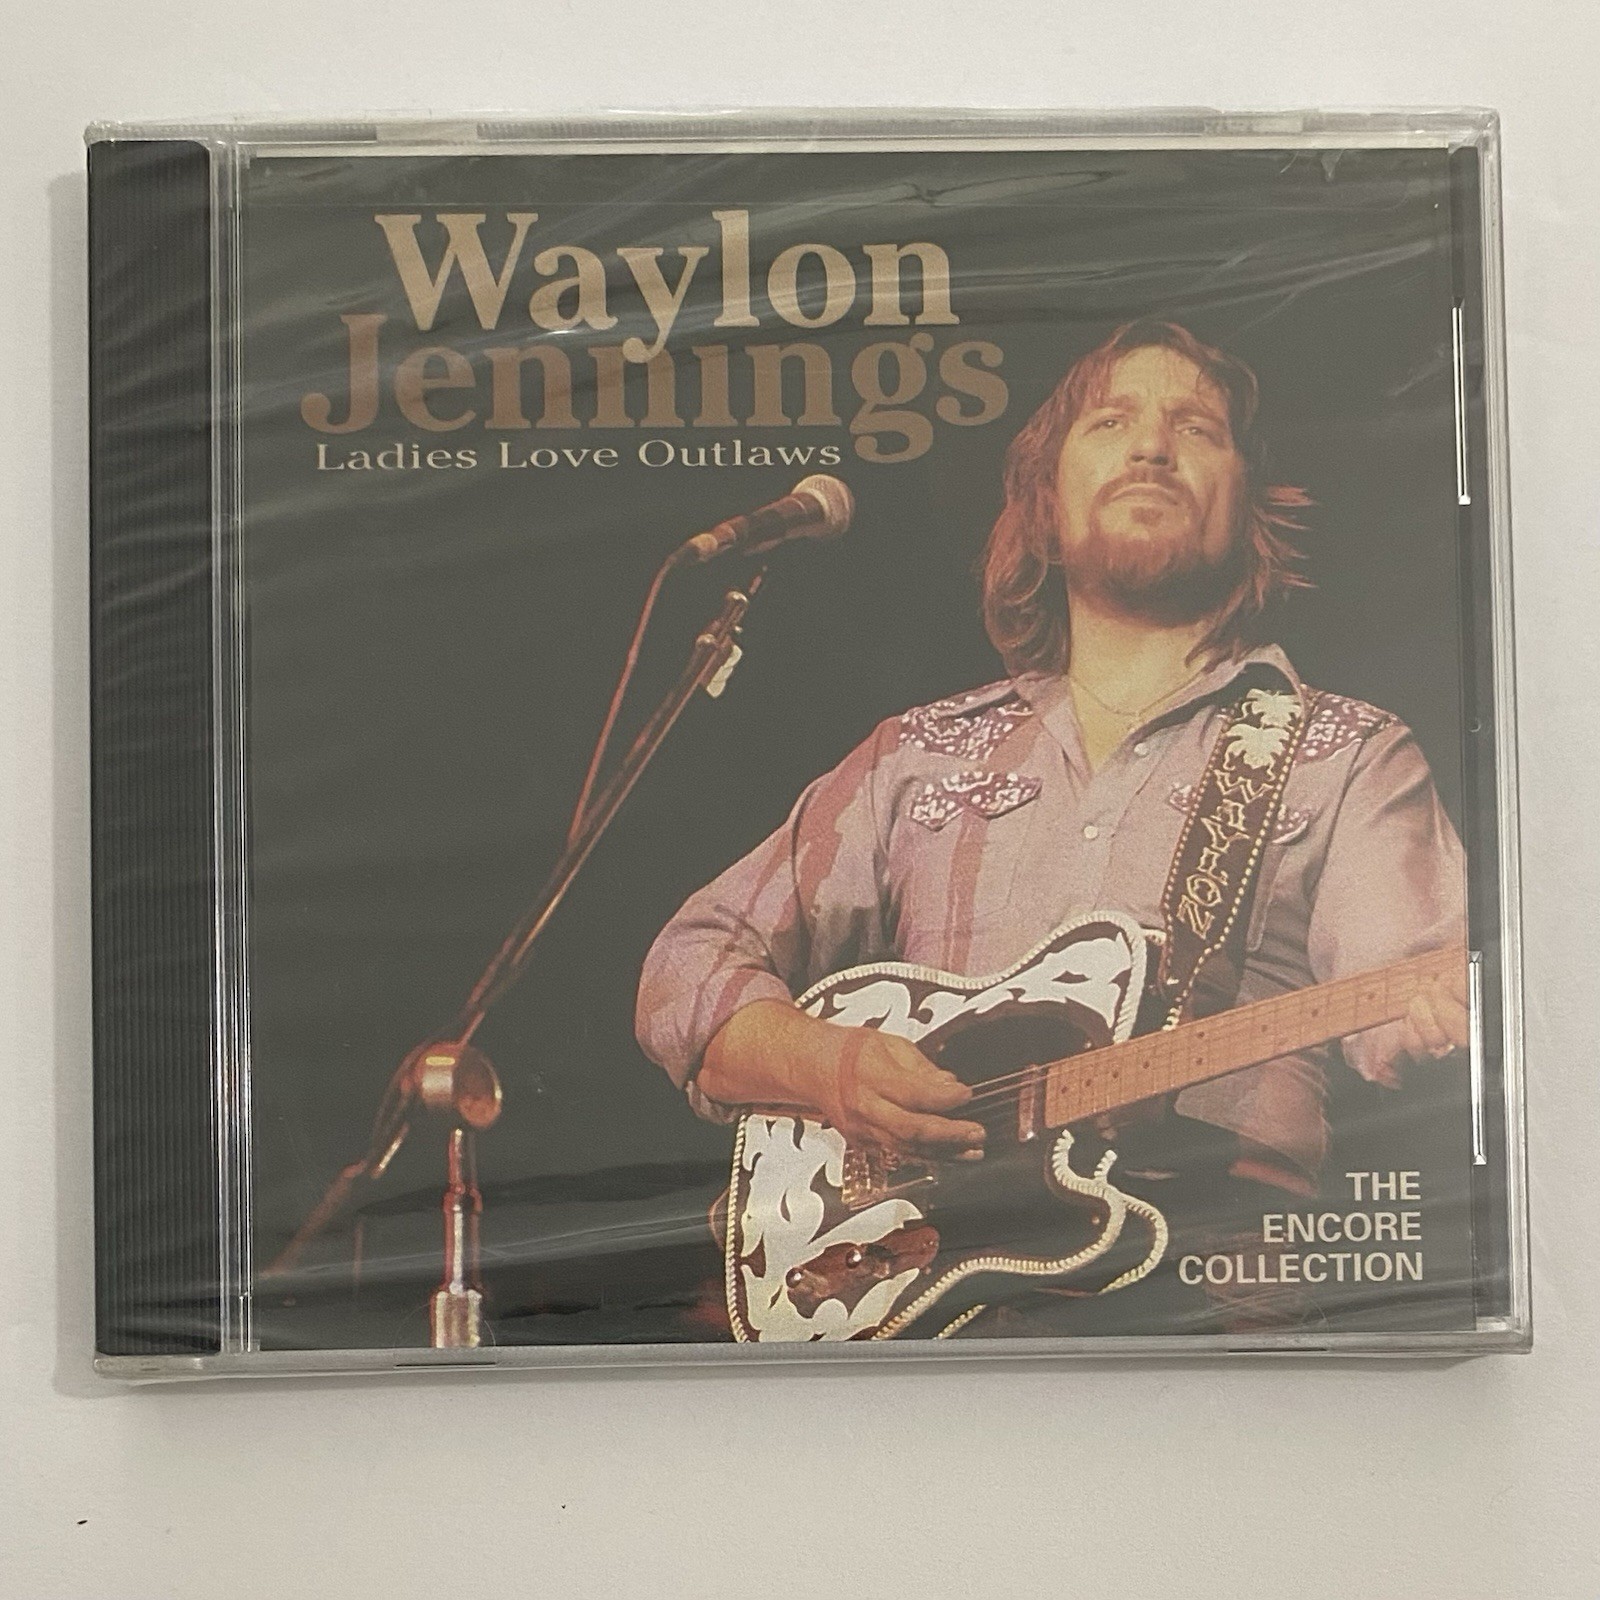 Waylon
Jennings
Ladies Love Outlaws
WAYLON
THE
ENCORE
COLLECTION